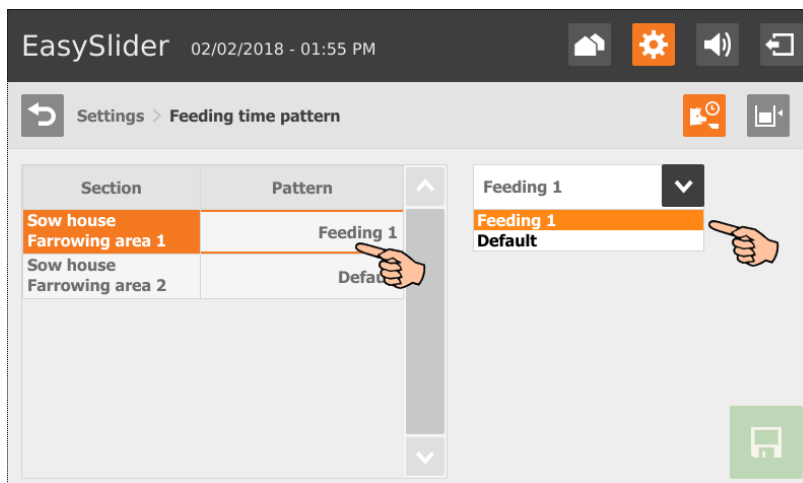 EasySlider 02/02/2018 - 01:55 PM
Settings > Feeding time pattern
Section Pattern
Sow house
Farrowing area 1
Feeding 1
Sow house
Farrowing area 2
Feeding 1
Feeding 1
Default